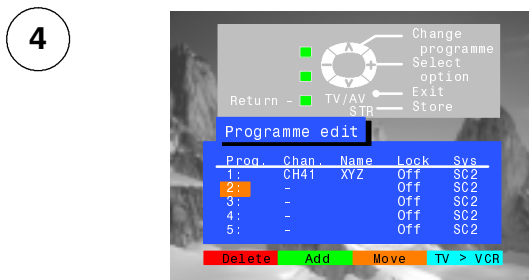 4
Change
programme
Select
option
Return – TV/AV Exit
STR Store
Programme edit
Prog. Chan. Name Lock Sys
1: CH41 XYZ Off SC2
2: – Off SC2
3: – Off SC2
4: – Off SC2
5: – Off SC2
Delete Add Move TV > VCR